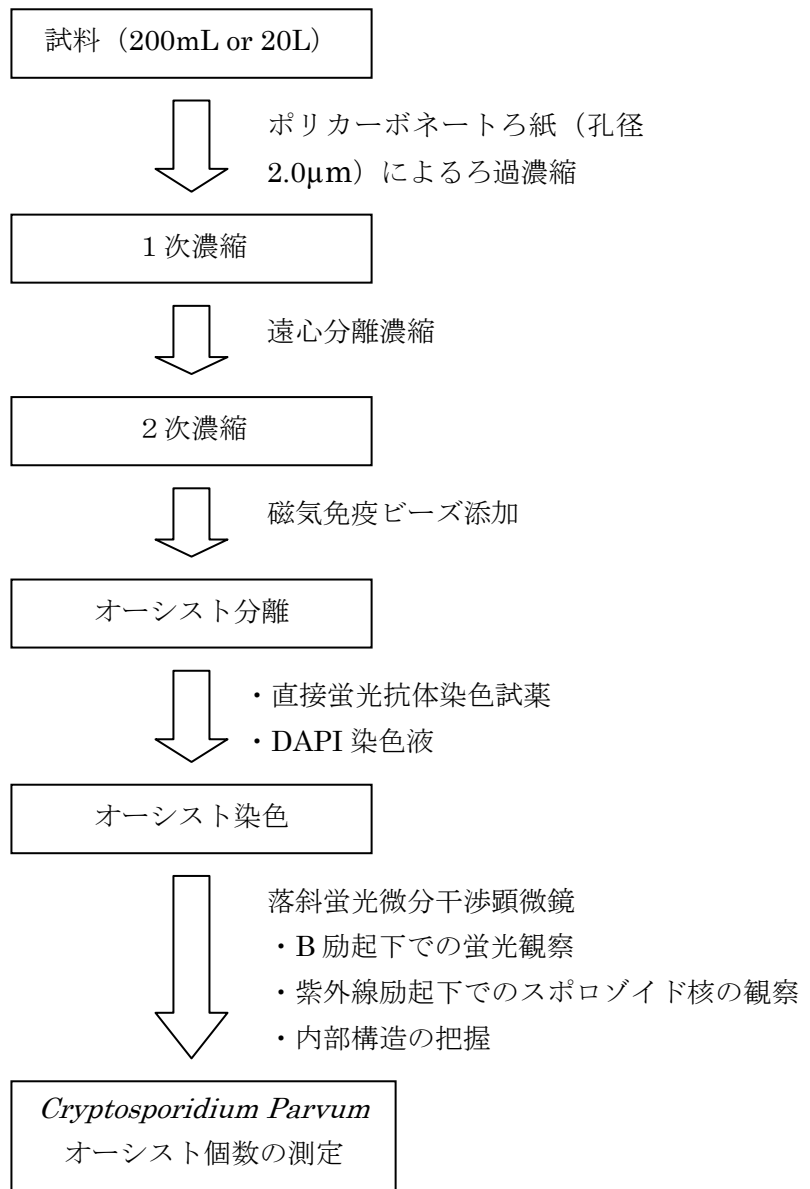 試料（200mL or 20L）
ポリカーボネートろ紙（孔径
2.0μm）によるろ過濃縮
１次濃縮
遠心分離濃縮
２次濃縮
磁気免疫ビーズ添加
オーシスト分離
・直接蛍光抗体染色試薬
・DAPI 染色液
オーシスト染色
落斜蛍光微分干渉顕微鏡
・B 励起下での蛍光観察
・紫外線励起下でのスポロゾイド核の観察
・内部構造の把握
Cryptosporidium Parvum
オーシスト個数の測定